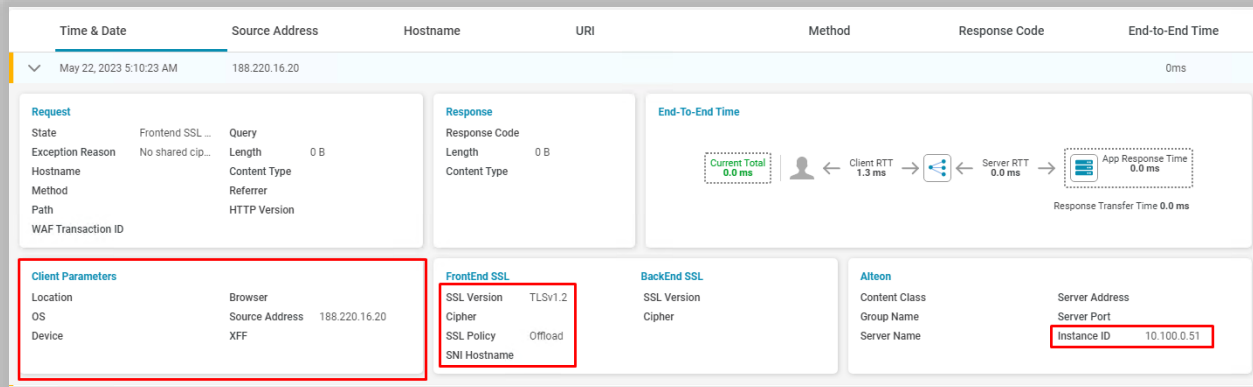 Time & Date Source Address Hostname URI Method Response Code End-to-End Time
May 22, 2023 5:10:23 AM 188.220.16.20 0ms
Request
State Frontend SSL ... Query
Exception Reason No shared cip... Length 0 B
Hostname Content Type
Method Referrer
Path HTTP Version
WAF Transaction ID
Response
Response Code
Length 0 B
Content Type
End-To-End Time
Current Total
0.0 ms
Client RTT
1.3 ms
Server RTT
0.0 ms
App Response Time
0.0 ms
Response Transfer Time 0.0 ms
Client Parameters
Location Browser
OS Source Address 188.220.16.20
Device XFF
FrontEnd SSL
SSL Version TLSv1.2
Cipher
SSL Policy Offload
SNI Hostname
BackEnd SSL
SSL Version
Cipher
Alteon
Content Class Server Address
Group Name Server Port
Server Name Instance ID 10.100.0.51